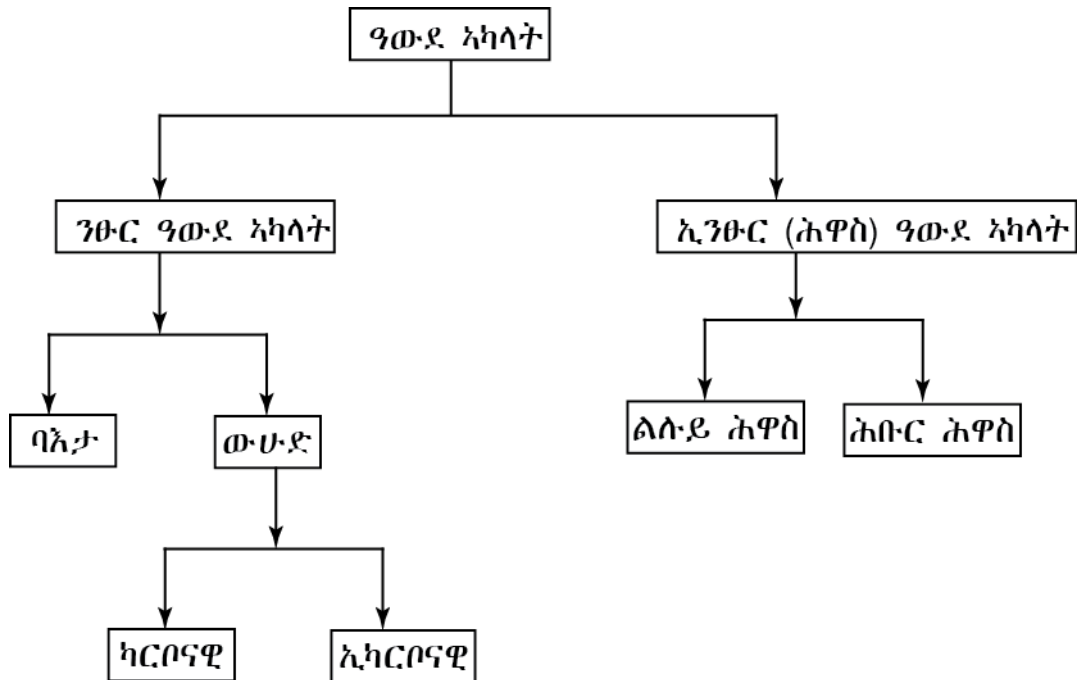 ዓውደ ኣካላት
ንፁር ዓውደ ኣካላት
ኢንፁር (ሕዋስ) ዓውደ ኣካላት
ባእታ
ውሁድ
ልሉይ ሕዋስ
ሕቡር ሕዋስ
ካርቦናዊ
ኢካርቦናዊ